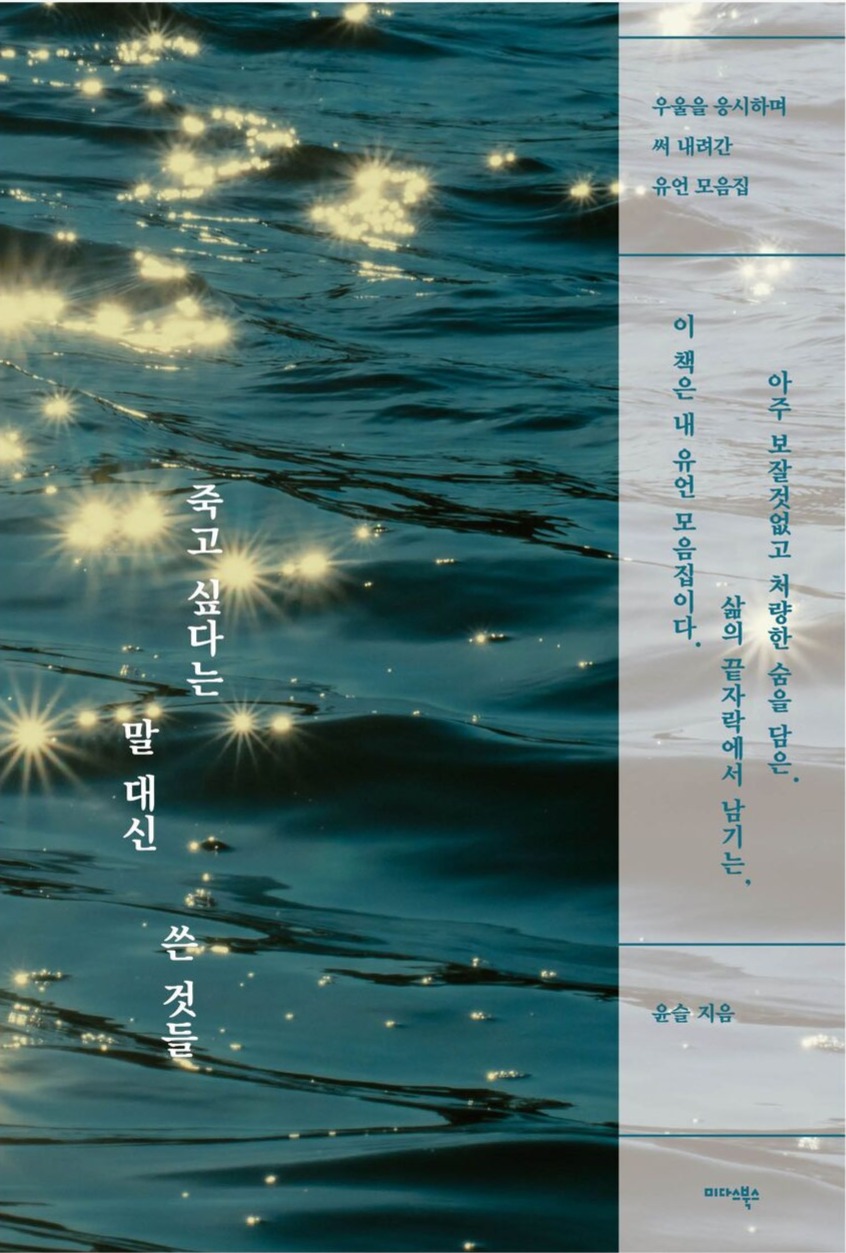 죽고 싶다는
말 대신
쓴 것들
우울을 응시하며
써 내려간
유언 모음집
아주 보잘것없고 처량한 숨을 담은.
삶의 끝자락에서 남기는,
이 책은 내 유언 모음집이다.
윤슬 지음
미다스북스